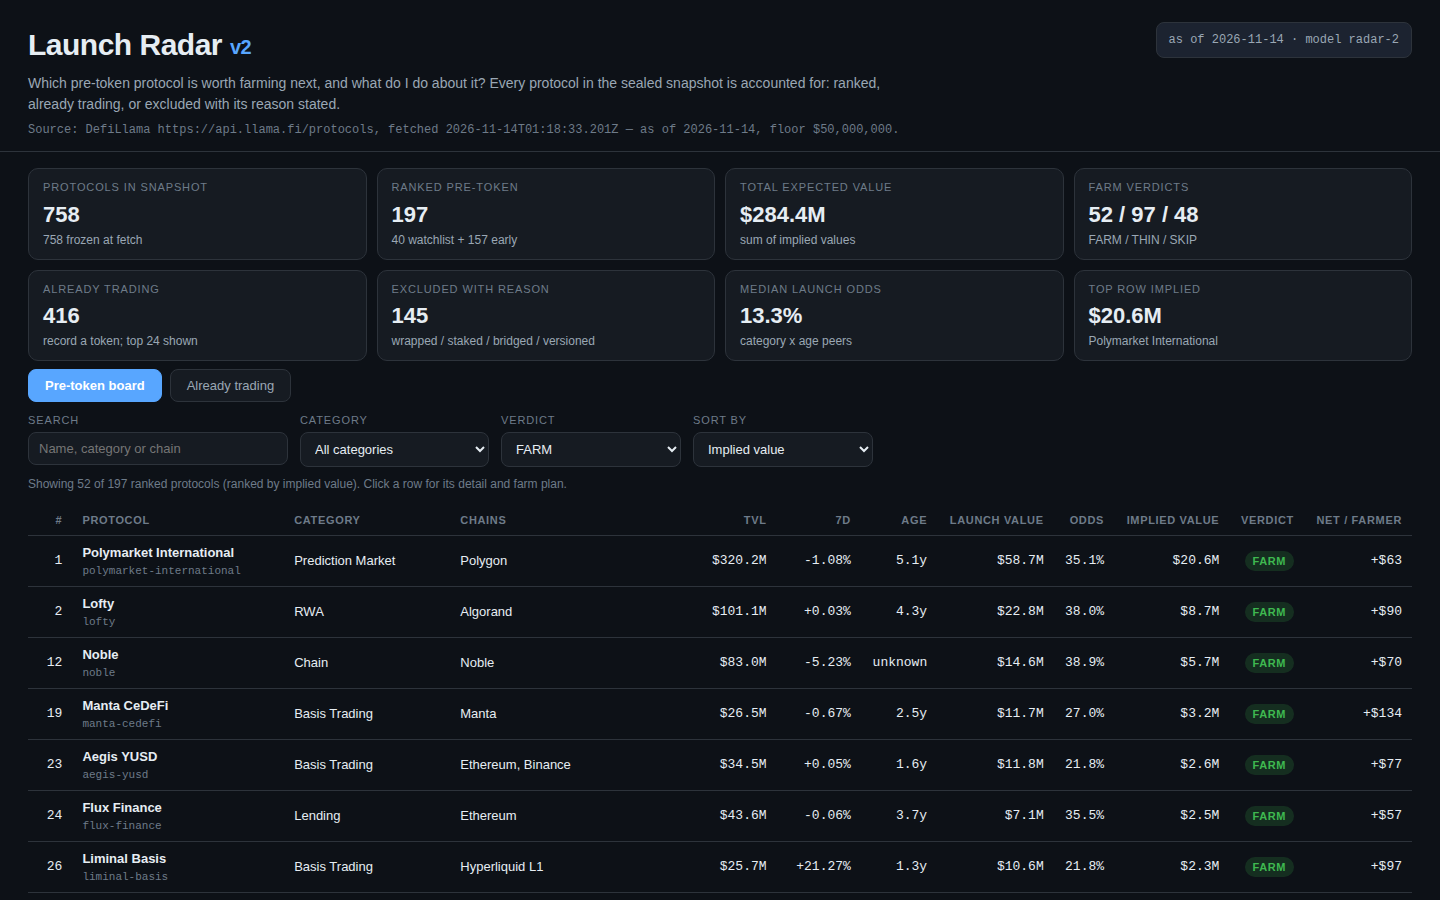 Launch Radar v2
as of 2026-11-14 · model radar-2
Which pre-token protocol is worth farming next, and what do I do about it? Every protocol in the sealed snapshot is accounted for: ranked,
already trading, or excluded with its reason stated.
Source: DefiLlama https://api.llama.fi/protocols, fetched 2026-11-14T01:18:33.201Z — as of 2026-11-14, floor $50,000,000.
PROTOCOLS IN SNAPSHOT
758
758 frozen at fetch
RANKED PRE-TOKEN
197
40 watchlist + 157 early
TOTAL EXPECTED VALUE
$284.4M
sum of implied values
FARM VERDICTS
52 / 97 / 48
FARM / THIN / SKIP
ALREADY TRADING
416
record a token; top 24 shown
EXCLUDED WITH REASON
145
wrapped / staked / bridged / versioned
MEDIAN LAUNCH ODDS
13.3%
category x age peers
TOP ROW IMPLIED
$20.6M
Polymarket International
Pre-token board
Already trading
SEARCH CATEGORY VERDICT SORT BY
Name, category or chain All categories FARM Implied value
Showing 52 of 197 ranked protocols (ranked by implied value). Click a row for its detail and farm plan.
# PROTOCOL CATEGORY CHAINS TVL 7D AGE LAUNCH VALUE ODDS IMPLIED VALUE VERDICT NET / FARMER
1 Polymarket International Prediction Market Polygon $320.2M -1.08% 5.1y $58.7M 35.1% $20.6M FARM +$63
polymarket-international
2 Lofty RWA Algorand $101.1M +0.03% 4.3y $22.8M 38.0% $8.7M FARM +$90
lofty
12 Noble Chain Noble $83.0M -5.23% unknown $14.6M 38.9% $5.7M FARM +$70
noble
19 Manta CeDeFi Basis Trading Manta $26.5M -0.67% 2.5y $11.7M 27.0% $3.2M FARM +$134
manta-cedefi
23 Aegis YUSD Basis Trading Ethereum, Binance $34.5M +0.05% 1.6y $11.8M 21.8% $2.6M FARM +$77
aegis-yusd
24 Flux Finance Lending Ethereum $43.6M -0.06% 3.7y $7.1M 35.5% $2.5M FARM +$57
flux-finance
26 Liminal Basis Basis Trading Hyperliquid L1 $25.7M +21.27% 1.3y $10.6M 21.8% $2.3M FARM +$97
liminal-basis